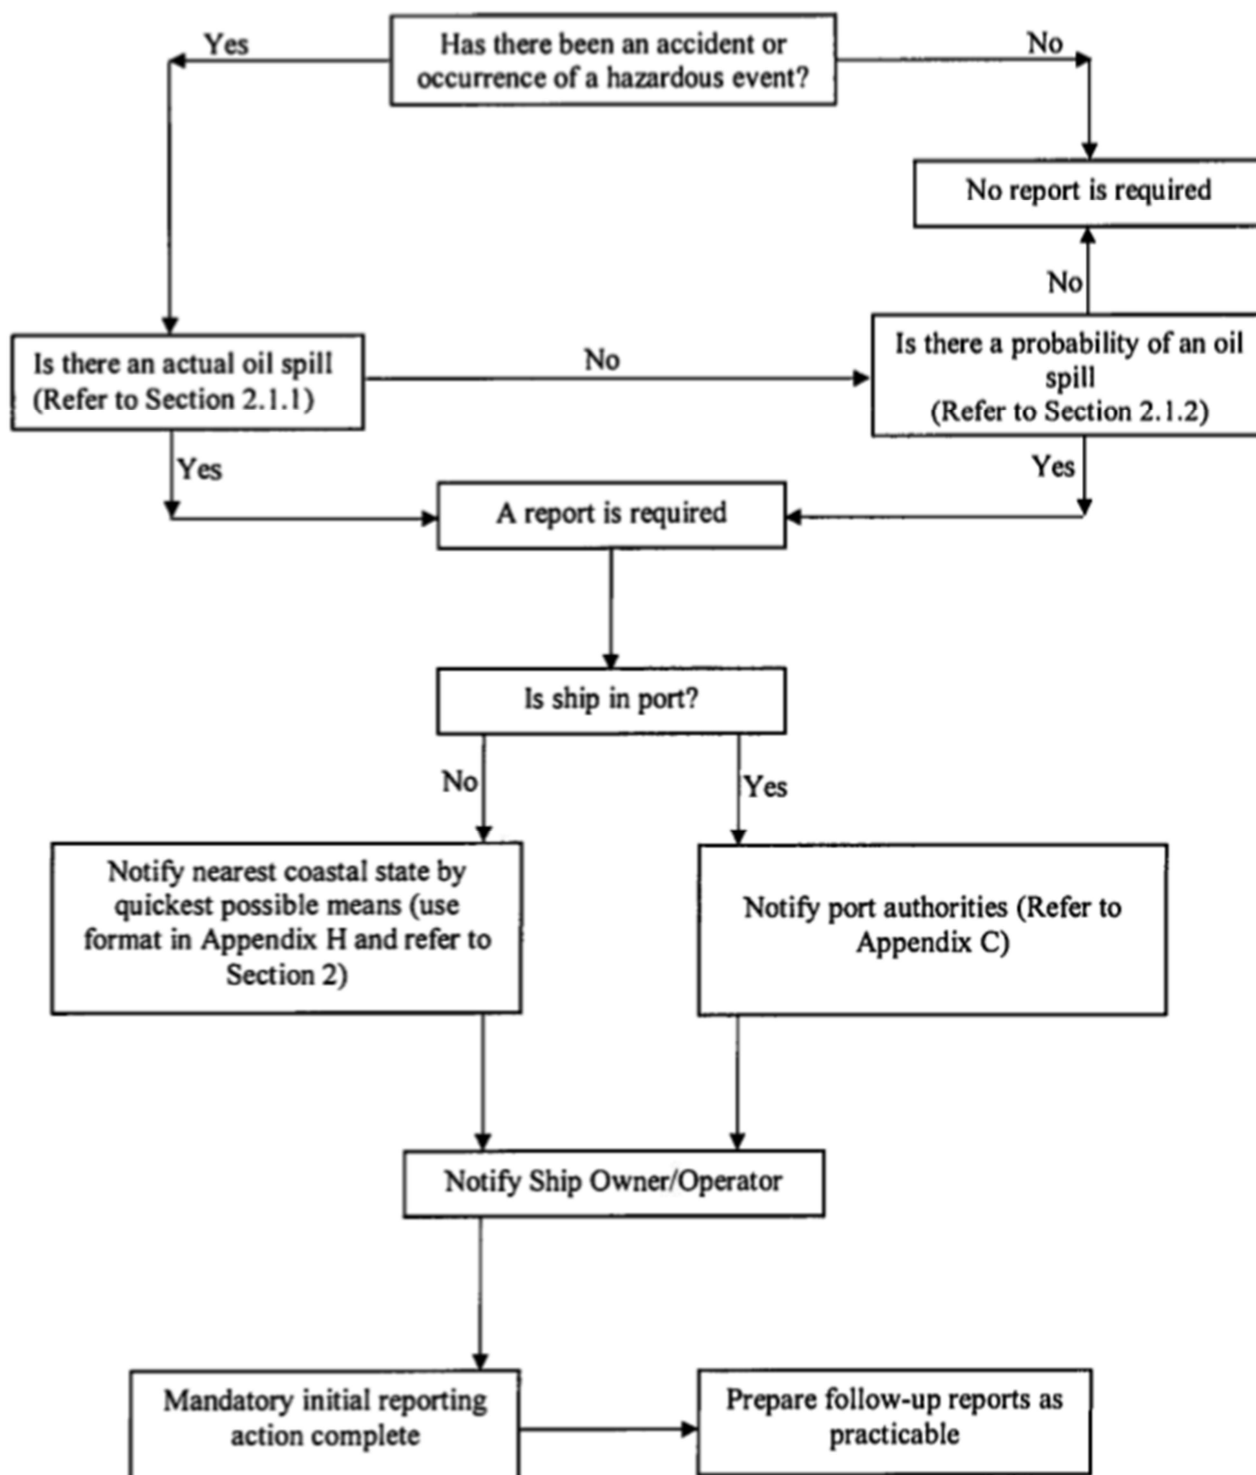 Has there been an accident or
occurrence of a hazardous event?
Yes
No
No report is required
No
Is there an actual oil spill
(Refer to Section 2.1.1)
No
Is there a probability of an oil
spill
(Refer to Section 2.1.2)
Yes
Yes
A report is required
Is ship in port?
No
Yes
Notify nearest coastal state by
quickest possible means (use
format in Appendix H and refer to
Section 2)
Notify port authorities (Refer to
Appendix C)
Notify Ship Owner/Operator
Mandatory initial reporting
action complete
Prepare follow-up reports as
practicable